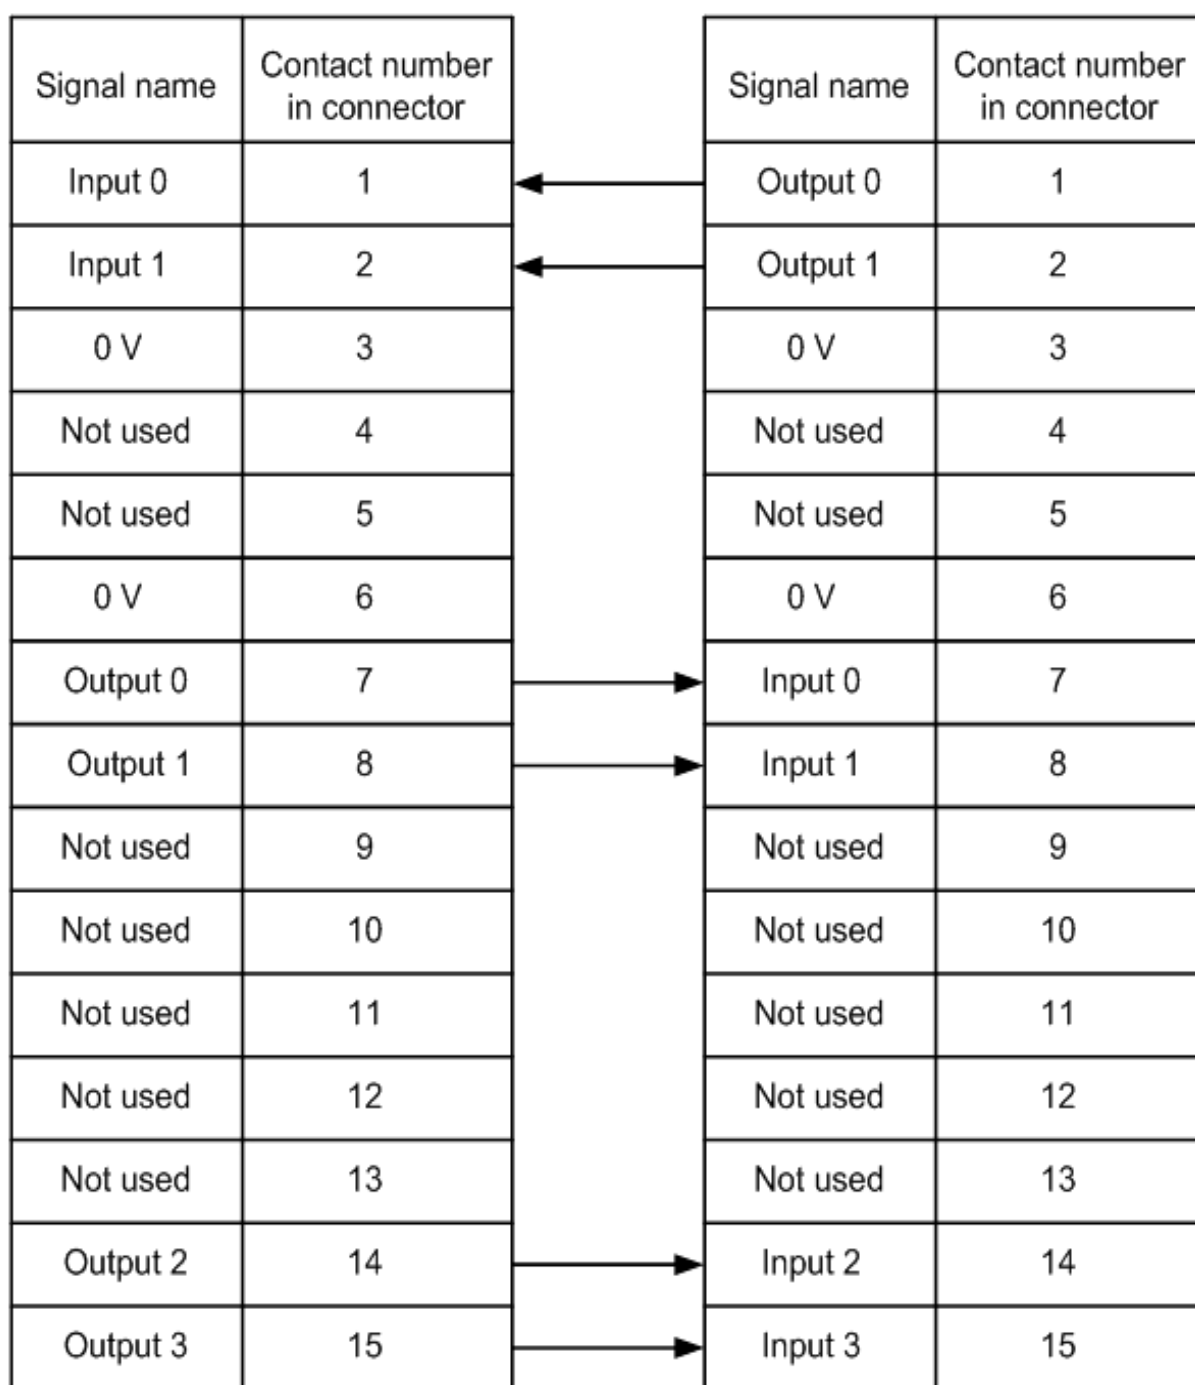 Signal name Contact number in connector Signal name Contact number in connector
Input 0 1 Output 0 1
Input 1 2 Output 1 2
0 V 3 0 V 3
Not used 4 Not used 4
Not used 5 Not used 5
0 V 6 0 V 6
Output 0 7 Input 0 7
Output 1 8 Input 1 8
Not used 9 Not used 9
Not used 10 Not used 10
Not used 11 Not used 11
Not used 12 Not used 12
Not used 13 Not used 13
Output 2 14 Input 2 14
Output 3 15 Input 3 15